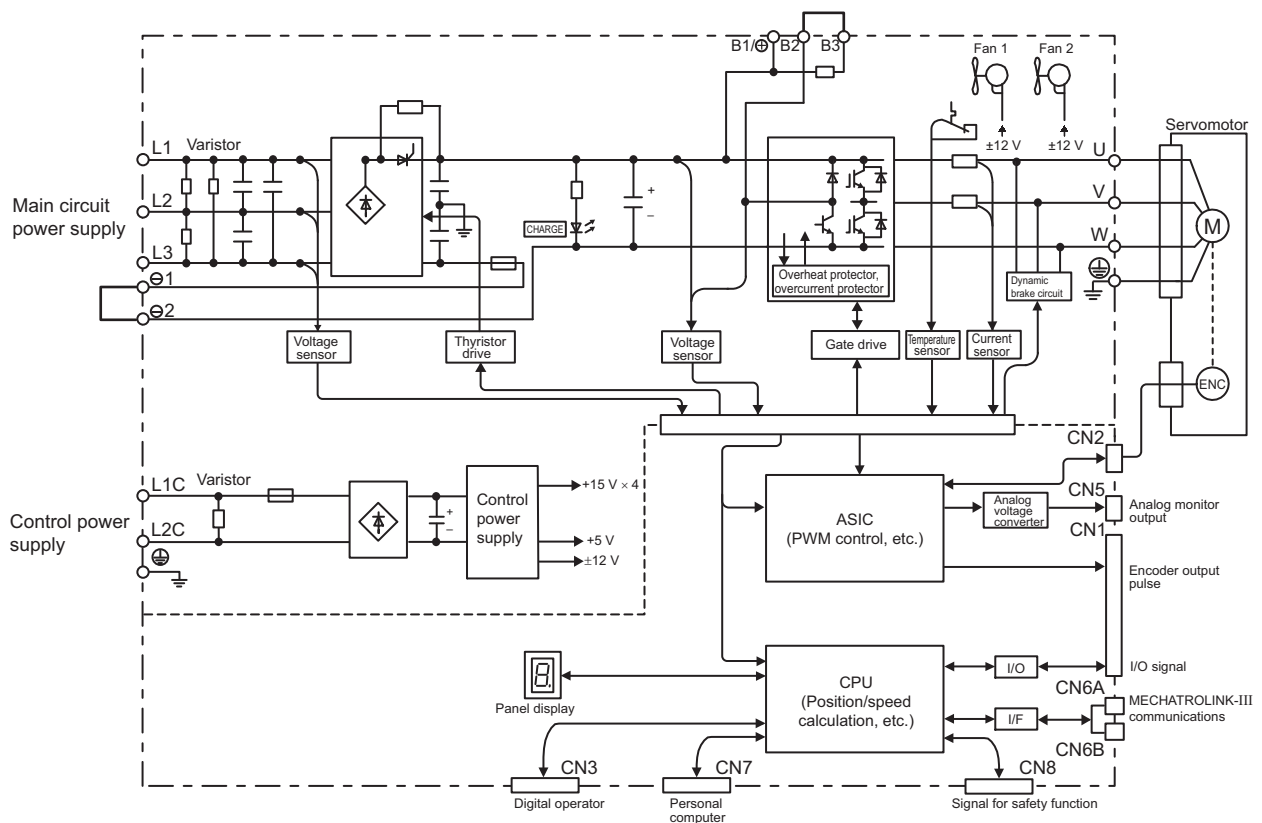 B1/⊕ B2 B3
Fan 1 Fan 2
±12 V ±12 V
Servomotor
Main circuit
power supply
L1 Varistor
L2
L3
⊖1
⊖2
CHARGE
+
–
Overheat protector,
overcurrent protector
U
V
W
M
Dynamic
brake circuit
Voltage
sensor
Thyristor
drive
Voltage
sensor
Gate drive
Temperature
sensor
Current
sensor
ENC
Control power
supply
L1C Varistor
L2C
+
–
Control
power
supply
+15 V × 4
+5 V
±12 V
ASIC
(PWM control, etc.)
Analog
voltage
converter
CN2
CN5
Analog monitor
output
CN1
Encoder output
pulse
I/O signal
8.
Panel display
CPU
(Position/speed
calculation, etc.)
I/O
I/F
CN6A
MECHATROLINK-III
communications
CN6B
CN3
Digital operator
CN7
Personal
computer
CN8
Signal for safety function